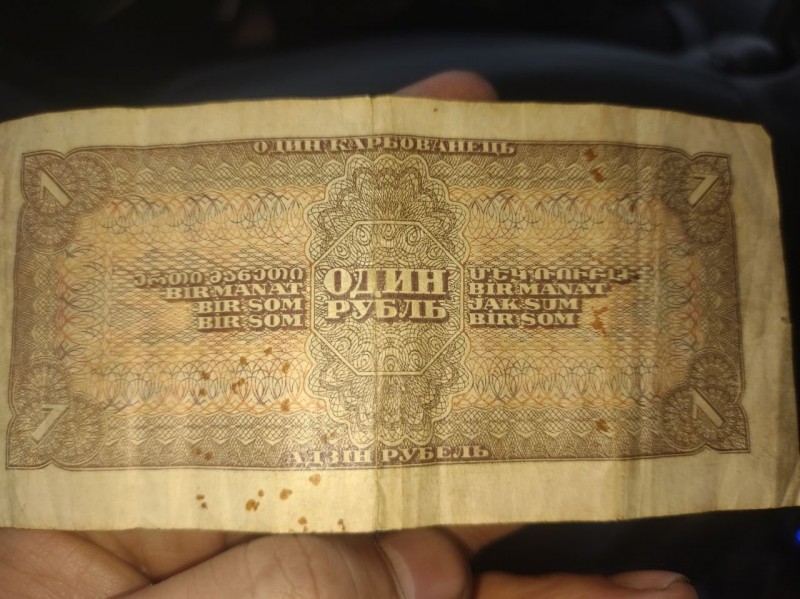 ОДИН КАРБОВАНЕЦЬ
1
1
ᲔᲠᲗᲘ ᲛᲐᲜᲔᲗᲘ
BIR MANAT
BIR SOM
BIR SOM
ОДИН
РУБЛЬ
ՄԵԿ ՌՈՒԲԼԻ
BIR MANAT
JAK SUM
BIR SOM
1
1
АДЗІН РУБЕЛЬ